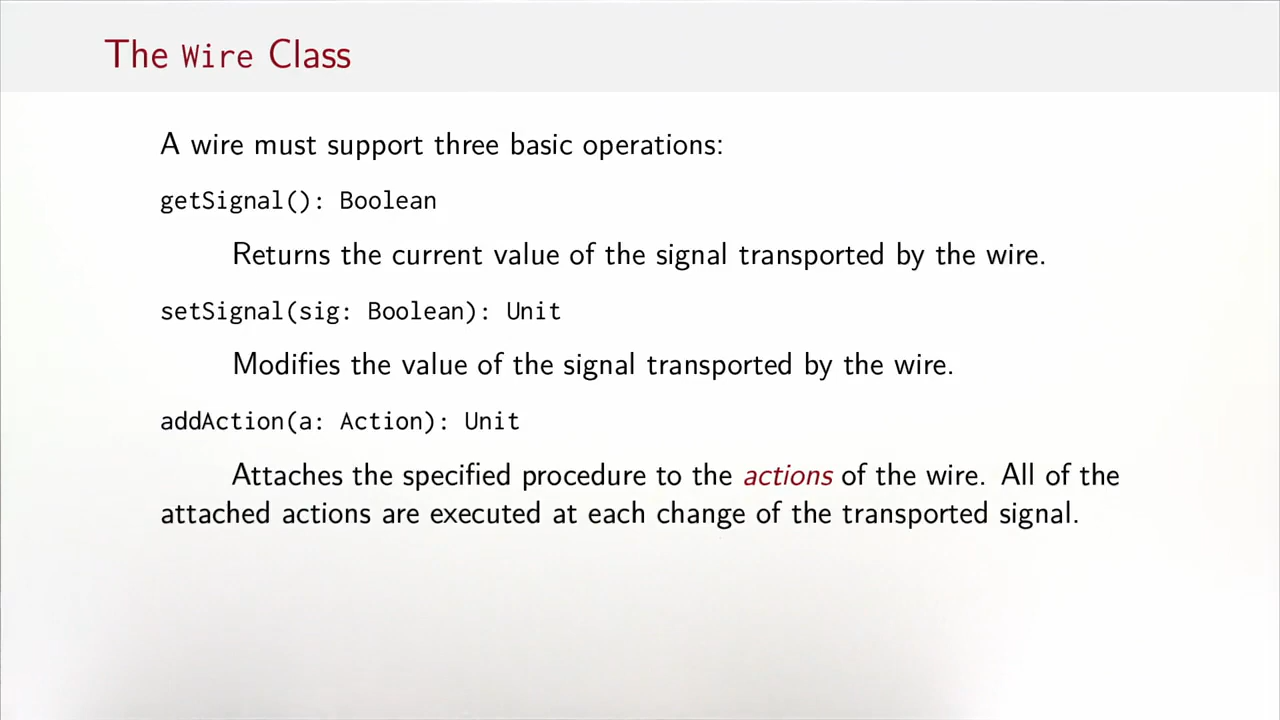 The Wire Class
A wire must support three basic operations:
getSignal(): Boolean
Returns the current value of the signal transported by the wire.
setSignal(sig: Boolean): Unit
Modifies the value of the signal transported by the wire.
addAction(a: Action): Unit
Attaches the specified procedure to the actions of the wire. All of the
attached actions are executed at each change of the transported signal.